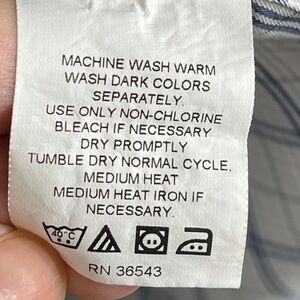 MACHINE WASH WARM
WASH DARK COLORS
SEPARATELY.
USE ONLY NON-CHLORINE
BLEACH IF NECESSARY
DRY PROMPTLY
TUMBLE DRY NORMAL CYCLE,
MEDIUM HEAT
MEDIUM HEAT IRON IF
NECESSARY.
40°C
RN 36543